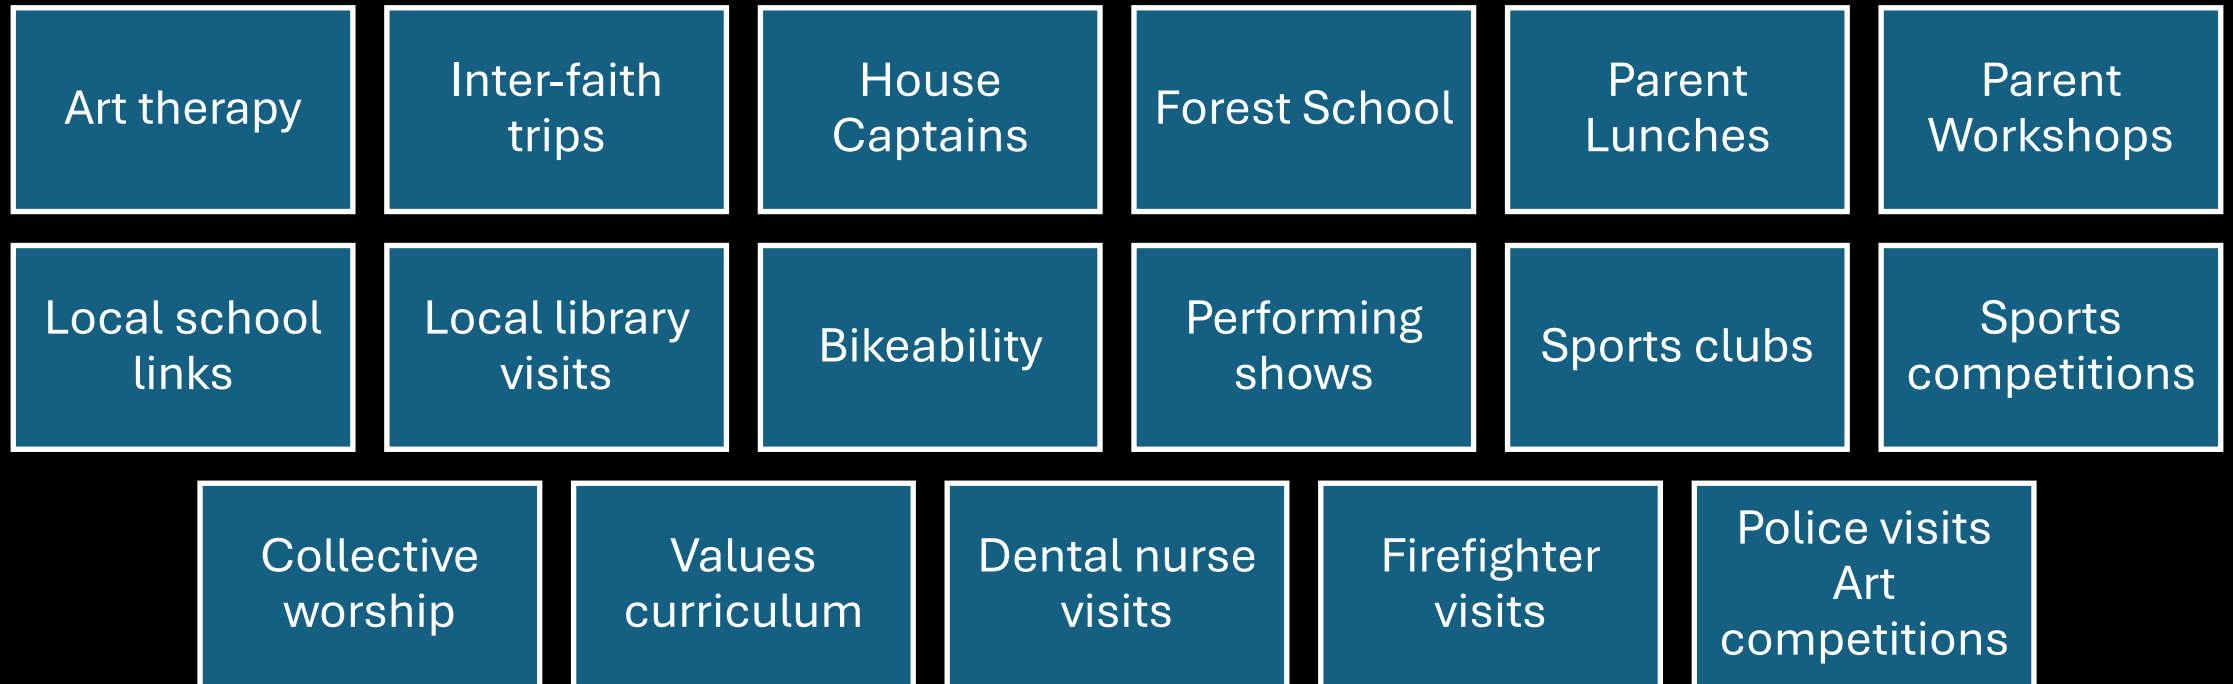 Art therapy
Inter-faith
trips
House
Captains
Forest School
Parent
Lunches
Parent
Workshops
Local school
links
Local library
visits
Bikeability
Performing
shows
Sports clubs
Sports
competitions
Collective
worship
Values
curriculum
Dental nurse
visits
Firefighter
visits
Police visits
Art
competitions